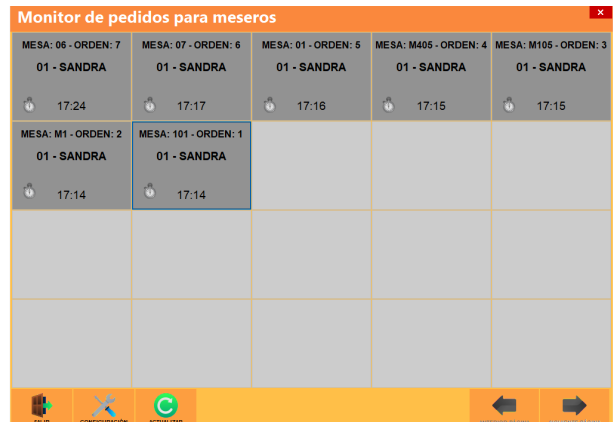 Monitor de pedidos para meseros
MESA: 06 - ORDEN: 7
01 - SANDRA
17:24
MESA: 07 - ORDEN: 6
01 - SANDRA
17:17
MESA: 01 - ORDEN: 5
01 - SANDRA
17:16
MESA: M405 - ORDEN: 4
01 - SANDRA
17:15
MESA: M105 - ORDEN: 3
01 - SANDRA
17:15
MESA: M1 - ORDEN: 2
01 - SANDRA
17:14
MESA: 101 - ORDEN: 1
01 - SANDRA
17:14
CONFIGURACIÓN
ACTUALIZAR